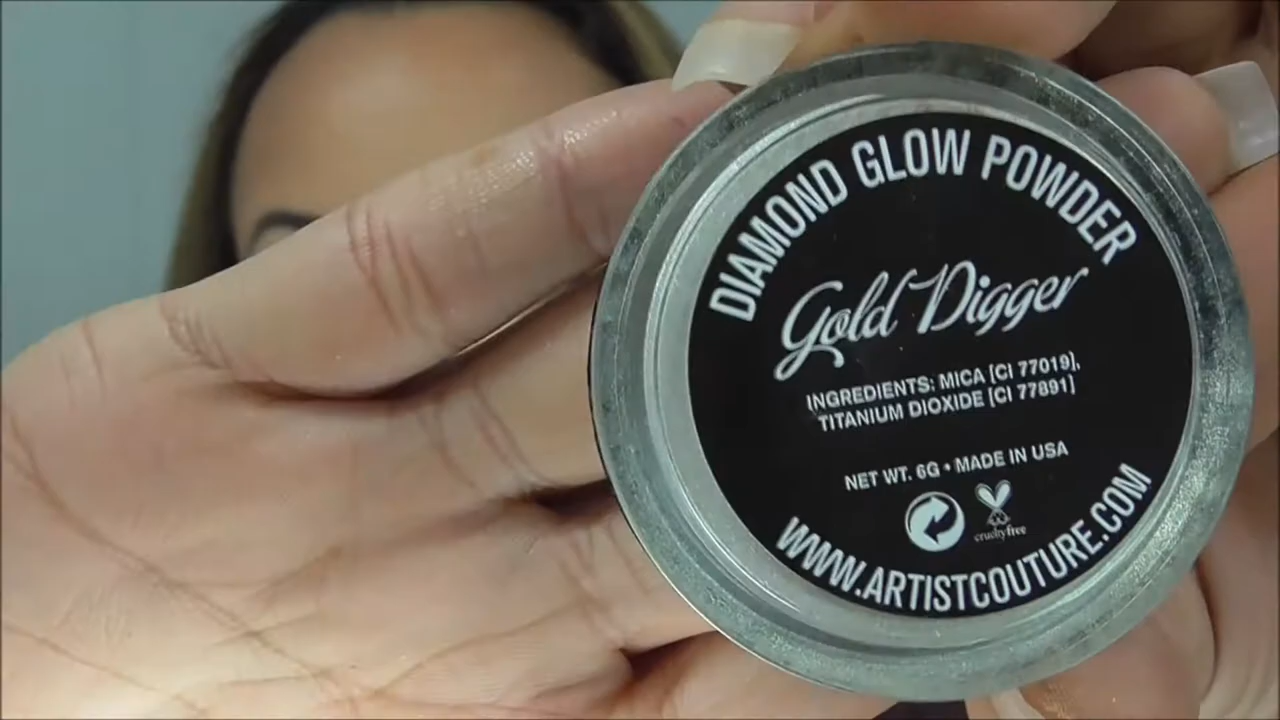 DIAMOND GLOW POWDER
Gold Digger
INGREDIENTS: MICA [CI 77019],
TITANIUM DIOXIDE [CI 77891]
NET WT. 6G • MADE IN USA
crueltyfree
WWW.ARTISTCOUTURE.COM